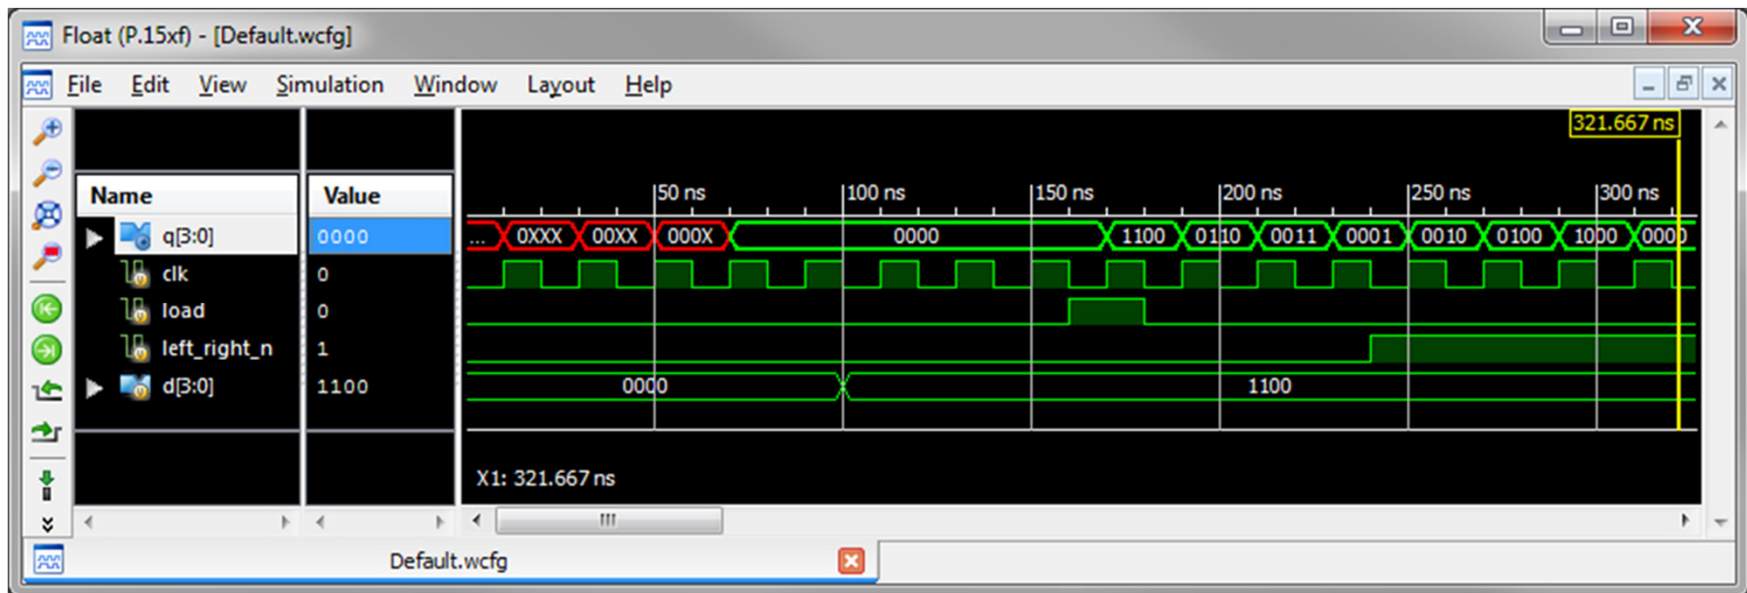 Float (P.15xf) - [Default.wcfg]
File Edit View Simulation Window Layout Help
321.667 ns
Name Value
50 ns 100 ns 150 ns 200 ns 250 ns 300 ns
q[3:0] 0000 ... 0XXX 00XX 000X 0000 1100 0110 0011 0001 0010 0100 1000 0000
clk 0
load 0
left_right_n 1
d[3:0] 1100 0000 1100
X1: 321.667 ns
Default.wcfg